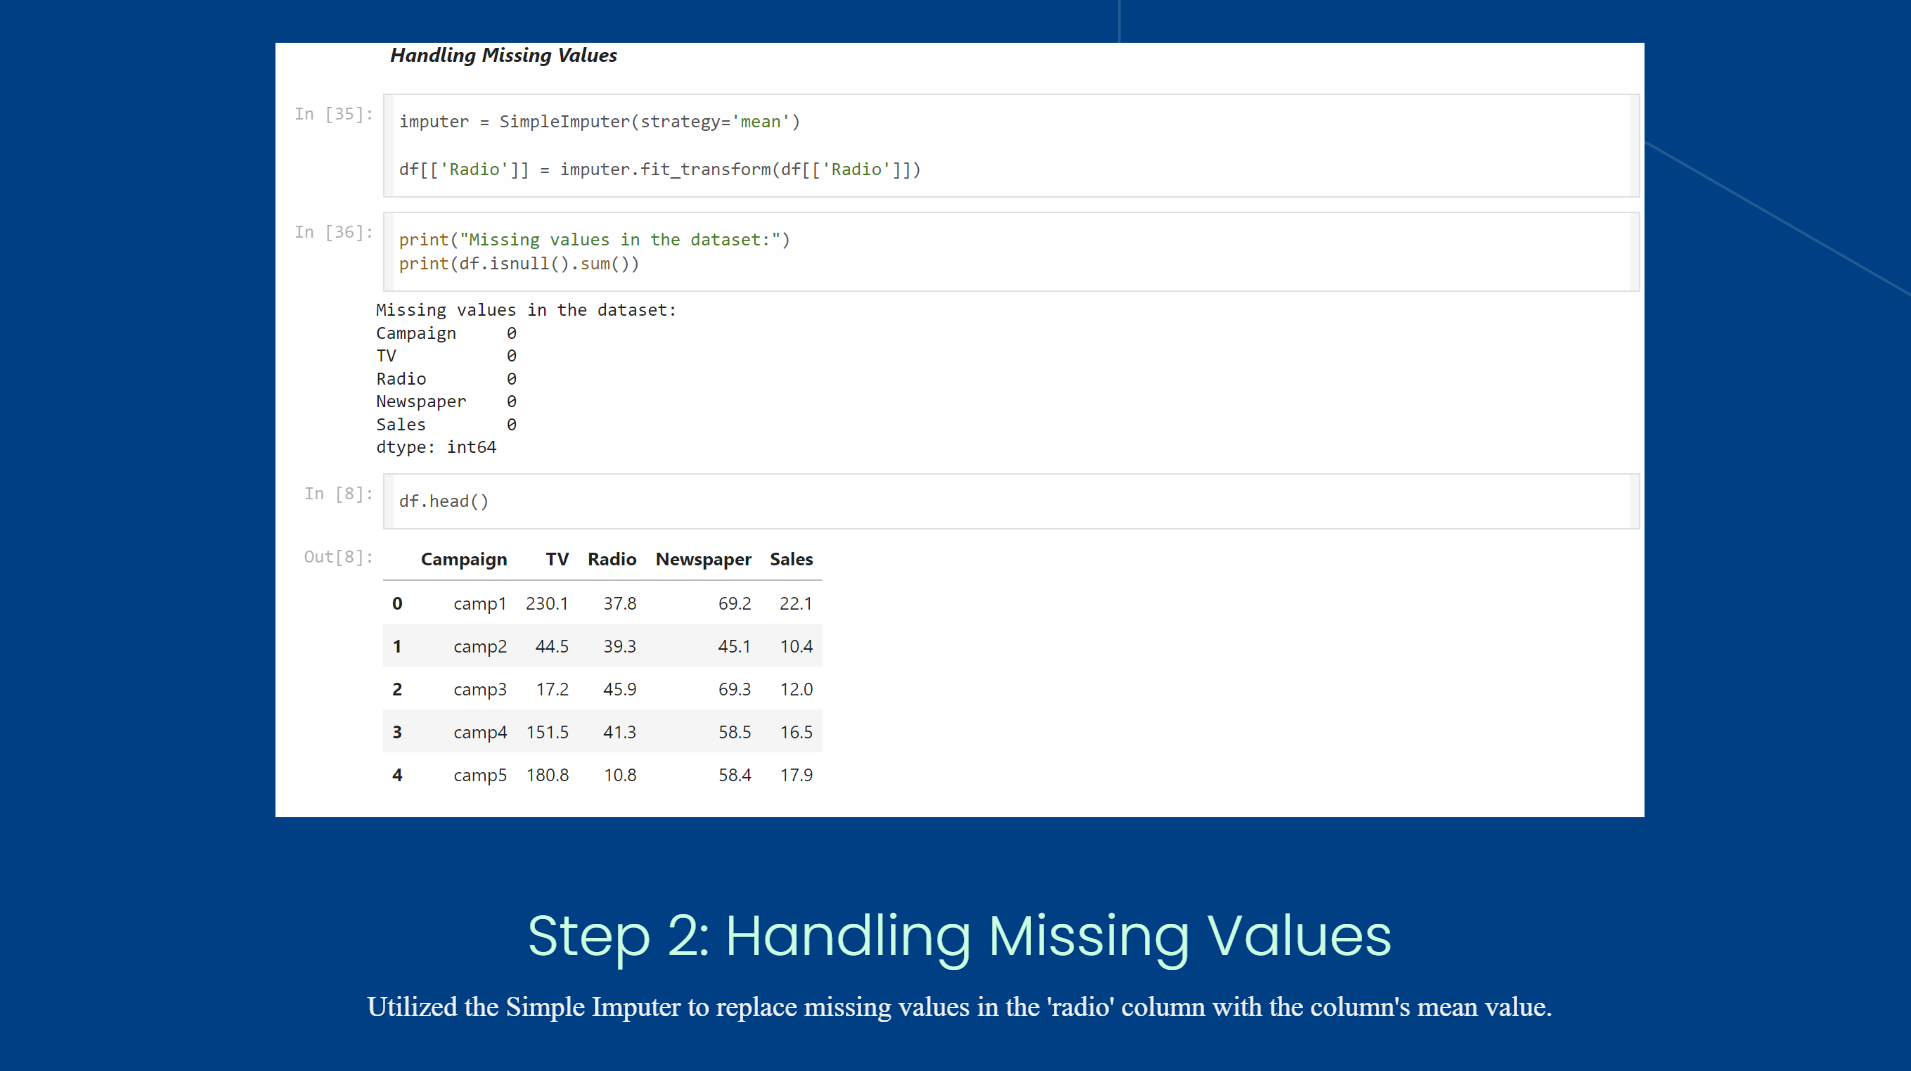 Handling Missing Values
In [35]:
imputer = SimpleImputer(strategy='mean')
df[['Radio']] = imputer.fit_transform(df[['Radio']])
In [36]:
print("Missing values in the dataset:")
print(df.isnull().sum())
Missing values in the dataset:
Campaign 0
TV 0
Radio 0
Newspaper 0
Sales 0
dtype: int64
In [8]:
df.head()
Out[8]:
Campaign TV Radio Newspaper Sales
0 camp1 230.1 37.8 69.2 22.1
1 camp2 44.5 39.3 45.1 10.4
2 camp3 17.2 45.9 69.3 12.0
3 camp4 151.5 41.3 58.5 16.5
4 camp5 180.8 10.8 58.4 17.9
Step 2: Handling Missing Values
Utilized the Simple Imputer to replace missing values in the 'radio' column with the column's mean value.